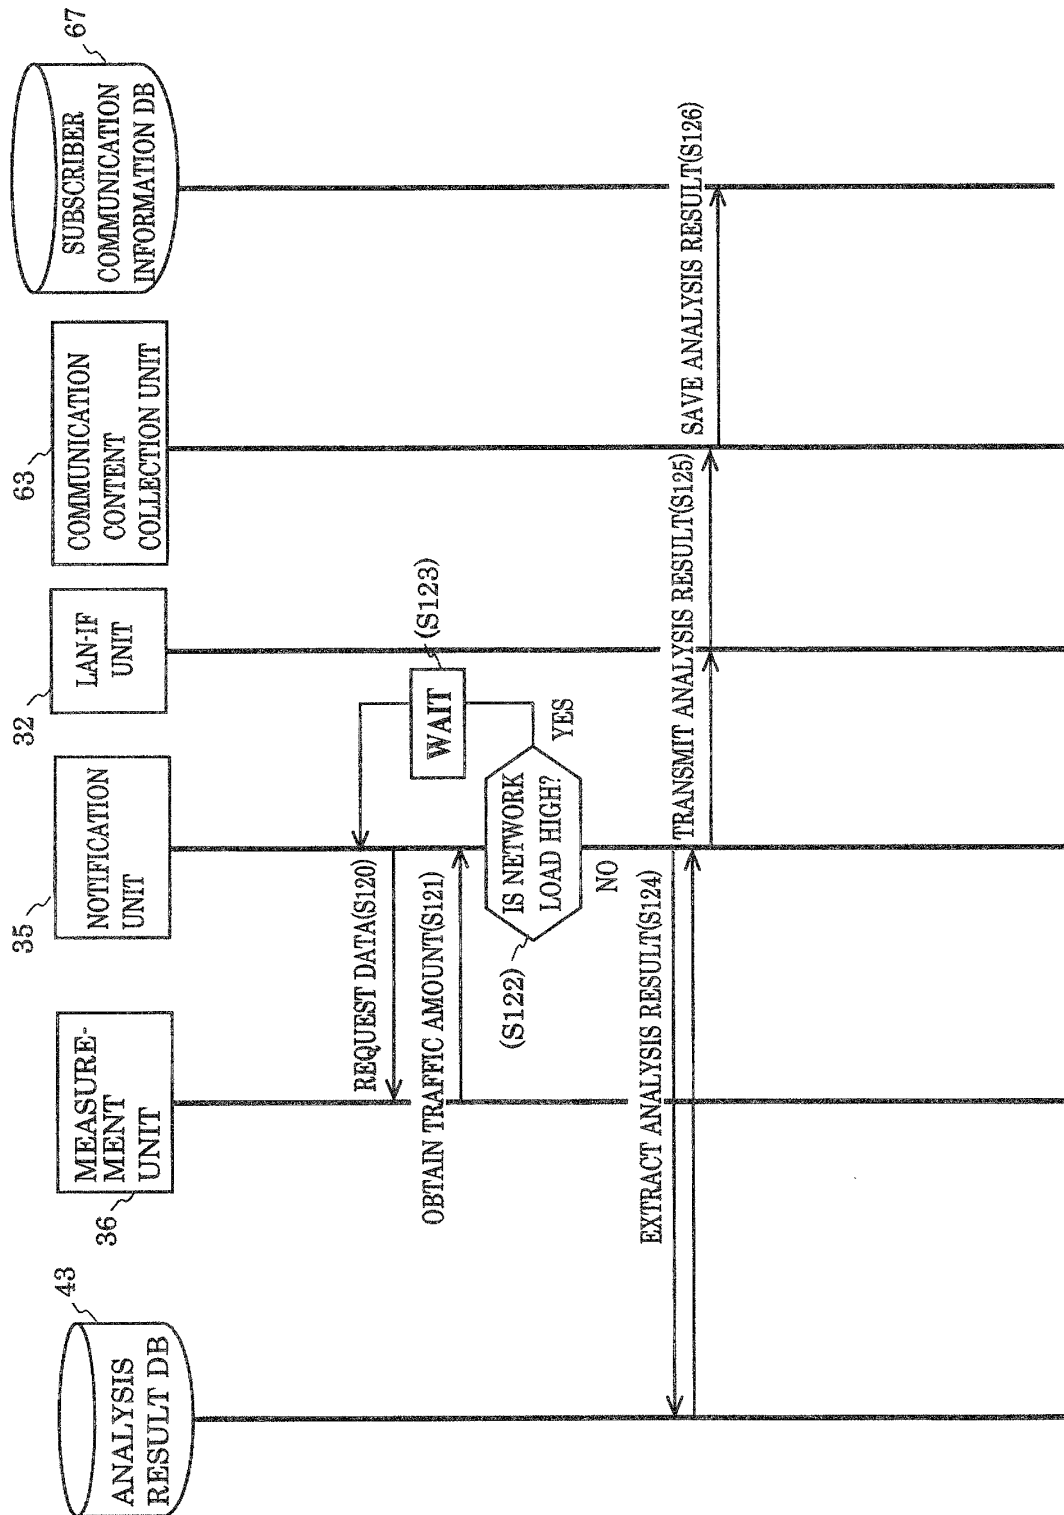 43
ANALYSIS
RESULT DB
36
MEASURE-
MENT
UNIT
35
NOTIFICATION
UNIT
32
LAN-IF
UNIT
63
COMMUNICATION
CONTENT
COLLECTION UNIT
67
SUBSCRIBER
COMMUNICATION
INFORMATION DB
REQUEST DATA(S120)
OBTAIN TRAFFIC AMOUNT(S121)
(S122)
IS NETWORK
LOAD HIGH?
YES
WAIT
(S123)
NO
EXTRACT ANALYSIS RESULT(S124)
TRANSMIT ANALYSIS RESULT(S125)
SAVE ANALYSIS RESULT(S126)